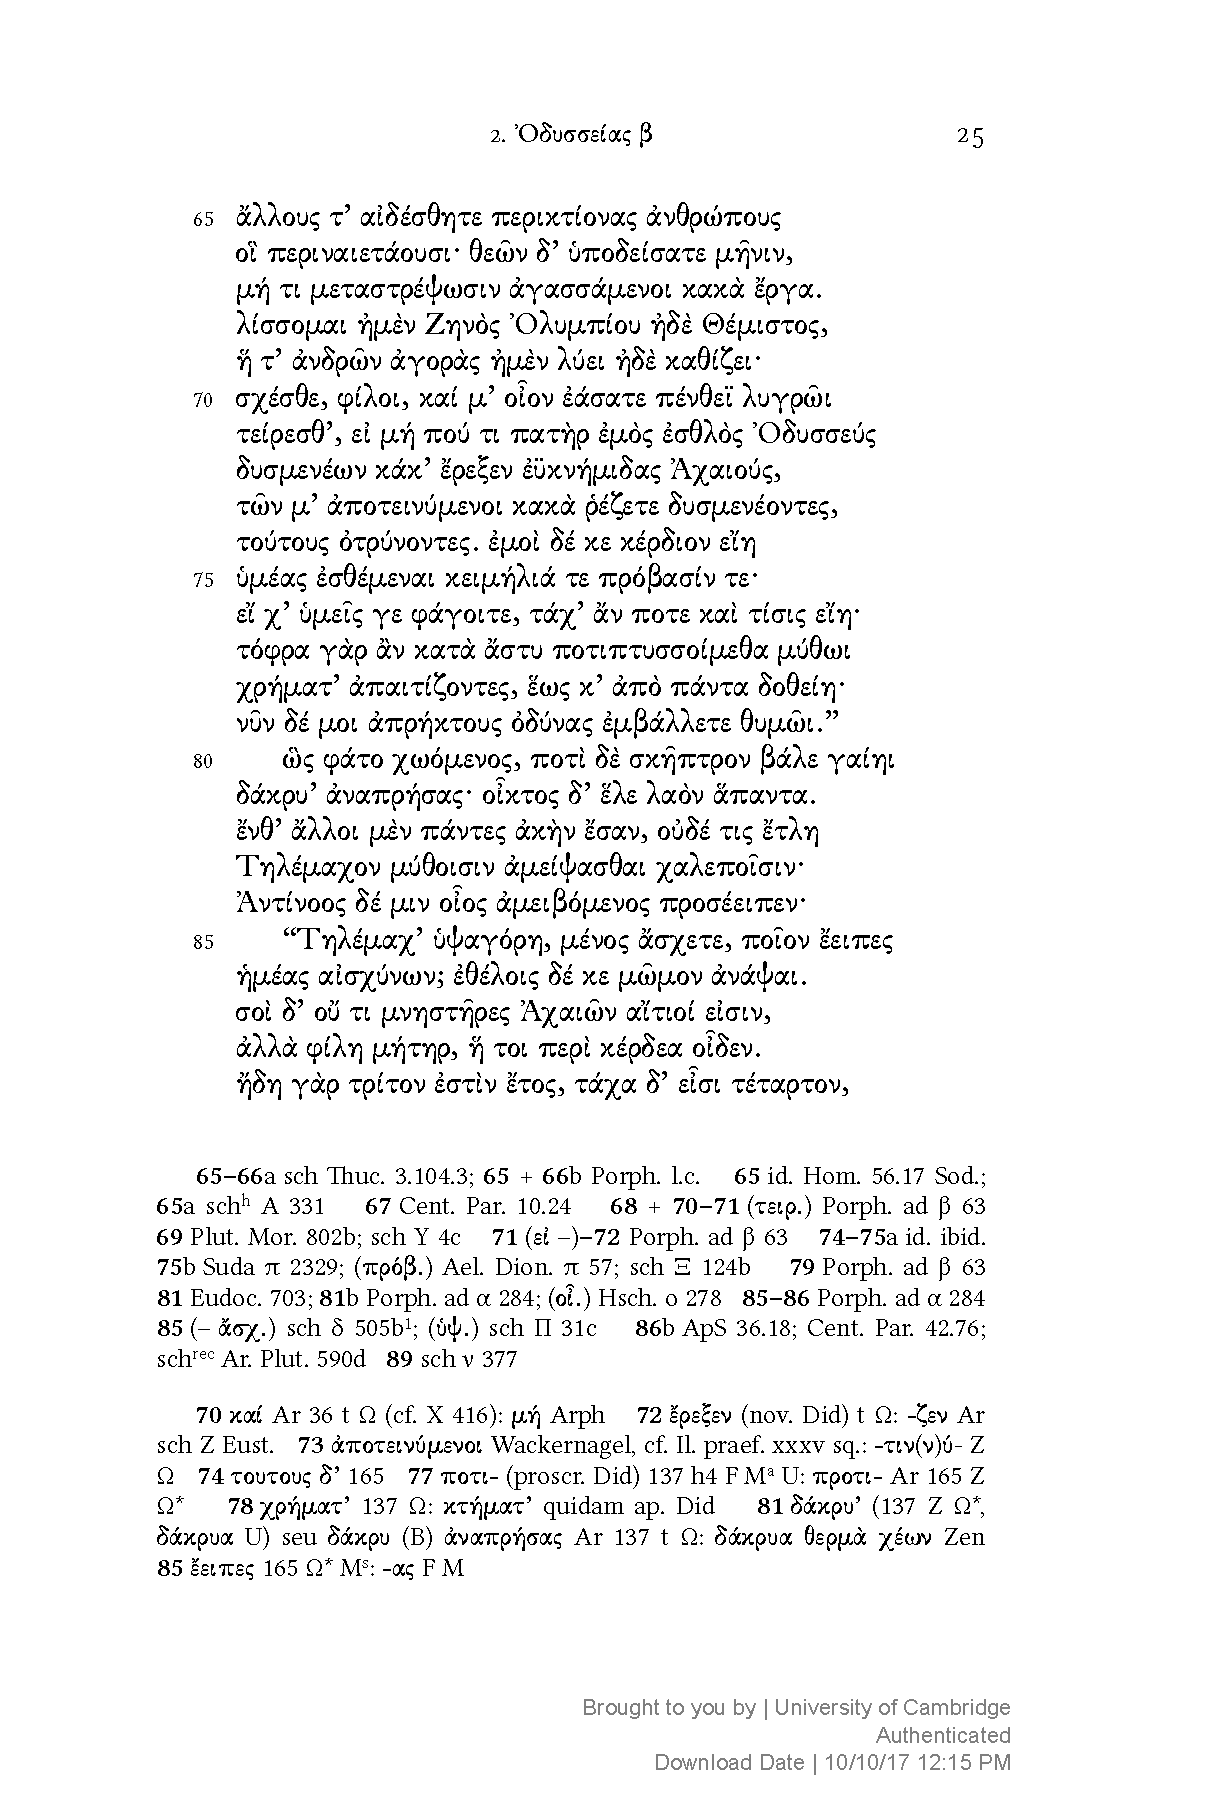 2. Ὀδυσσείας β 25
65 ἄλλους τ’ αἰδέσθητε περικτίονας ἀνθρώπους
οἳ περιναιετάουσι· θεῶν δ’ ὑποδείσατε μῆνιν,
μή τι μεταστρέψωσιν ἀγασσάμενοι κακὰ ἔργα.
λίσσομαι ἠμὲν Ζηνὸς Ὀλυμπίου ἠδὲ Θέμιστος,
ἥ τ’ ἀνδρῶν ἀγορὰς ἠμὲν λύει ἠδὲ καθίζει·
70 σχέσθε, φίλοι, καί μ’ οἶον ἐάσατε πένθεϊ λυγρῶι
τείρεσθ’, εἰ μή πού τι πατὴρ ἐμὸς ἐσθλὸς Ὀδυσσεύς
δυσμενέων κάκ’ ἔρεξεν ἐϋκνήμιδας Ἀχαιούς,
τῶν μ’ ἀποτεινύμενοι κακὰ ῥέζετε δυσμενέοντες,
τούτους ὀτρύνοντες. ἐμοὶ δέ κε κέρδιον εἴη
75 ὑμέας ἐσθέμεναι κειμήλιά τε πρόβασίν τε·
εἴ χ’ ὑμεῖς γε φάγοιτε, τάχ’ ἄν ποτε καὶ τίσις εἴη·
τόφρα γὰρ ἂν κατὰ ἄστυ ποτιπτυσσοίμεθα μύθωι
χρήματ’ ἀπαιτίζοντες, ἕως κ’ ἀπὸ πάντα δοθείη·
νῦν δέ μοι ἀπρήκτους ὀδύνας ἐμβάλλετε θυμῶι.”
80 ὣς φάτο χωόμενος, ποτὶ δὲ σκῆπτρον βάλε γαίηι
δάκρυ’ ἀναπρήσας· οἶκτος δ’ ἕλε λαὸν ἅπαντα.
ἔνθ’ ἄλλοι μὲν πάντες ἀκὴν ἔσαν, οὐδέ τις ἔτλη
Τηλέμαχον μύθοισιν ἀμείψασθαι χαλεποῖσιν·
Ἀντίνοος δέ μιν οἶος ἀμειβόμενος προσέειπεν·
85 “Τηλέμαχ’ ὑψαγόρη, μένος ἄσχετε, ποῖον ἔειπες
ἡμέας αἰσχύνων; ἐθέλοις δέ κε μῶμον ἀνάψαι.
σοὶ δ’ οὔ τι μνηστῆρες Ἀχαιῶν αἴτιοί εἰσιν,
ἀλλὰ φίλη μήτηρ, ἥ τοι περὶ κέρδεα οἶδεν.
ἤδη γὰρ τρίτον ἐστὶν ἔτος, τάχα δ’ εἶσι τέταρτον,
65–66a sch Thuc. 3.104.3; 65 + 66b Porph. l.c. 65 id. Hom. 56.17 Sod.;
65a schʰ A 331 67 Cent. Par. 10.24 68 + 70–71 (τειρ.) Porph. ad β 63
69 Plut. Mor. 802b; sch Υ 4c 71 (εἰ –)–72 Porph. ad β 63 74–75a id. ibid.
75b Suda π 2329; (πρόβ.) Ael. Dion. π 57; sch Ξ 124b 79 Porph. ad β 63
81 Eudoc. 703; 81b Porph. ad α 284; (οἶ.) Hsch. ο 278 85–86 Porph. ad α 284
85 (– ἄσχ.) sch δ 505b¹; (ὑψ.) sch Π 31c 86b ApS 36.18; Cent. Par. 42.76;
schʳᵉᶜ Ar. Plut. 590d 89 sch ν 377
70 καί Ar 36 t Ω (cf. X 416): μή Arph 72 ἔρεξεν (nov. Did) t Ω: -ζεν Ar
sch Z Eust. 73 ἀποτεινύμενοι Wackernagel, cf. Il. praef. xxxv sq.: -τιν(ν)ύ- Z
Ω 74 τουτους δ’ 165 77 ποτι- (proscr. Did) 137 h4 F Mᵃ U: προτι- Ar 165 Z
Ω* 78 χρήματ’ 137 Ω: κτήματ’ quidam ap. Did 81 δάκρυ’ (137 Z Ω*,
δάκρυα U) seu δάκρυ (B) ἀναπρήσας Ar 137 t Ω: δάκρυα θερμὰ χέων Zen
85 ἔειπες 165 Ω* Mˢ: -ας F M
Brought to you by | University of Cambridge
Authenticated
Download Date | 10/10/17 12:15 PM